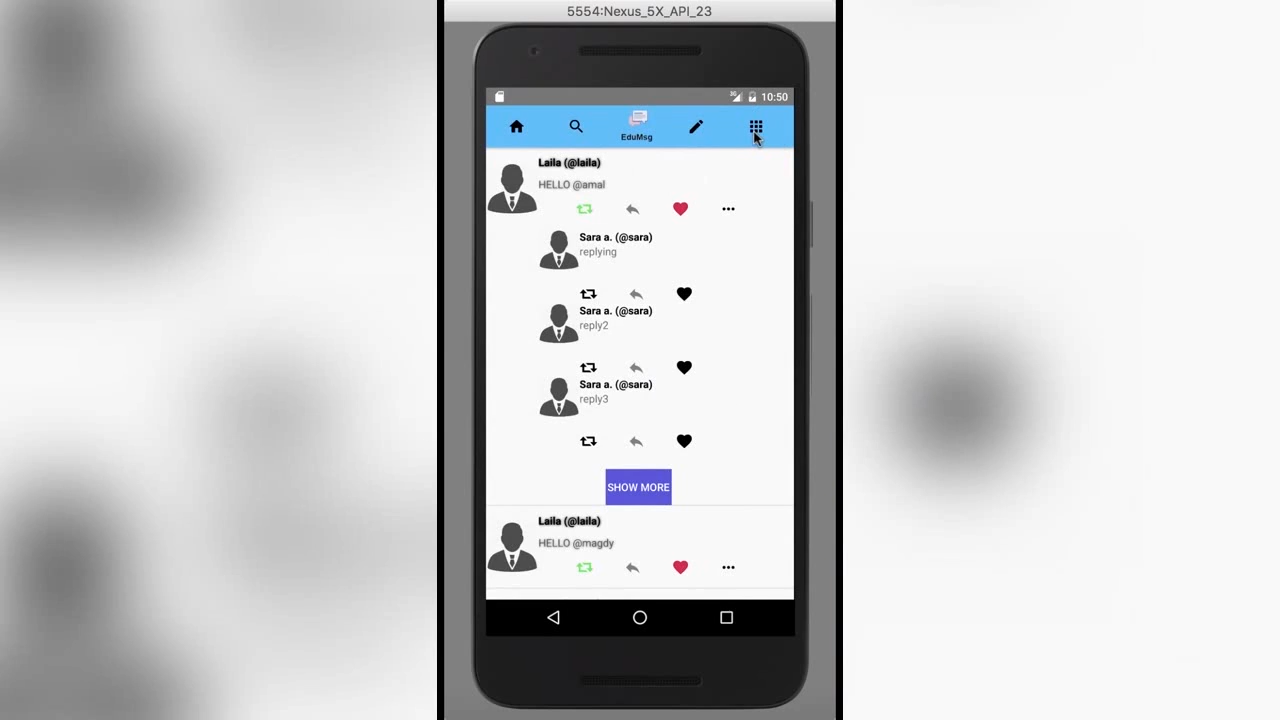 5554:Nexus_5X_API_23
3G 10:50
EduMsg
Laila (@laila)
HELLO @amal
Sara a. (@sara)
replying
Sara a. (@sara)
reply2
Sara a. (@sara)
reply3
SHOW MORE
Laila (@laila)
HELLO @magdy